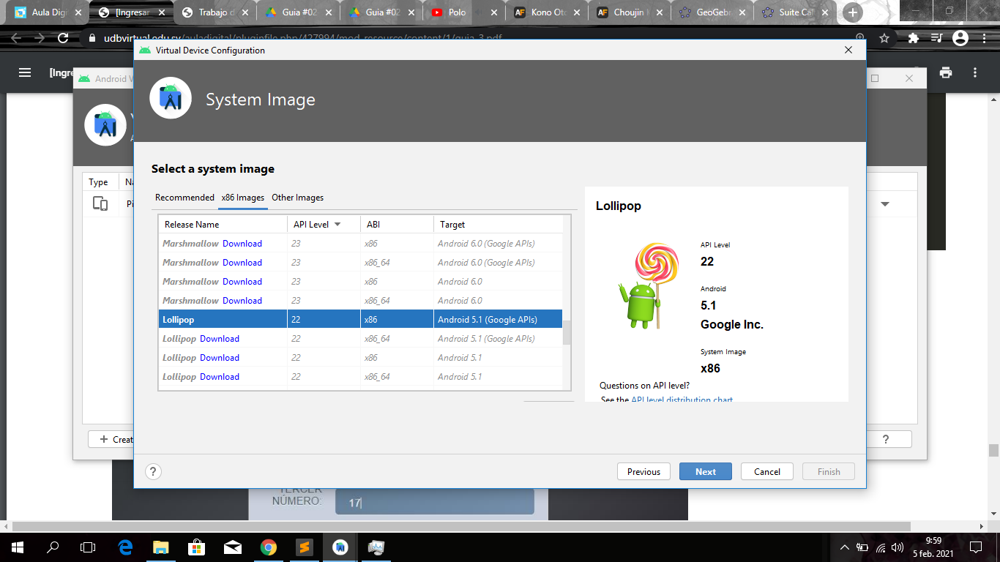 Aula Digi
[Ingresar
Trabajo d
Guia #02
Guia #02
Polo
Kono Oto
Choujin
GeoGebr
Suite Cal
udbvirtual.edu.sv/auladigital/pluginfile.php/427994/mod_resource/content/1/guia-3.pdf
Virtual Device Configuration
[Ingre
Android V
System Image
Select a system image
Type
Na
Pi
Recommended x86 Images Other Images
Release Name API Level ABI Target
Marshmallow Download 23 x86 Android 6.0 (Google APIs)
Marshmallow Download 23 x86_64 Android 6.0 (Google APIs)
Marshmallow Download 23 x86 Android 6.0
Marshmallow Download 23 x86_64 Android 6.0
Lollipop 22 x86 Android 5.1 (Google APIs)
Lollipop Download 22 x86_64 Android 5.1 (Google APIs)
Lollipop Download 22 x86 Android 5.1
Lollipop Download 22 x86_64 Android 5.1
Lollipop
API Level
22
Android
5.1
Google Inc.
System Image
x86
Questions on API level?
See the API level distribution chart
+ Creat
?
?
Previous
Next
Cancel
Finish
TERCER
NÚMERO:
17
9:59
5 feb. 2021